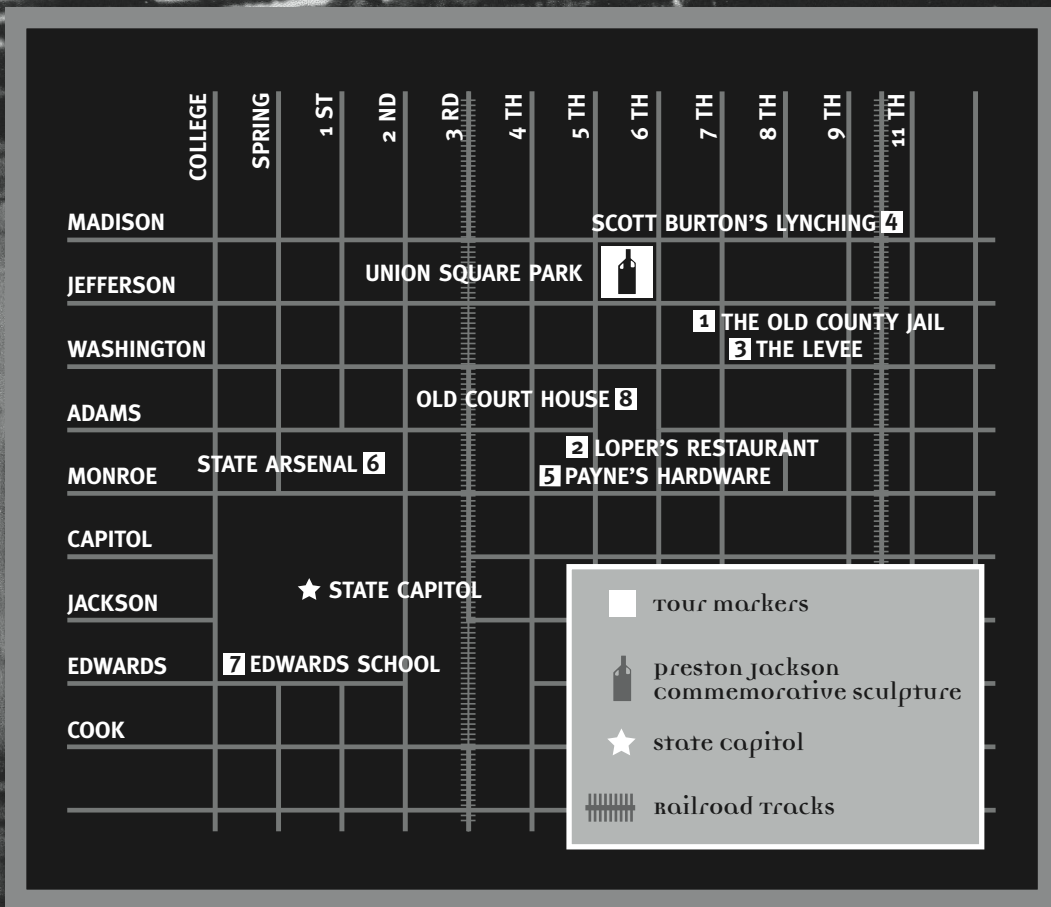 COLLEGE
SPRING
1 ST
2 ND
3 RD
4 TH
5 TH
6 TH
7 TH
8 TH
9 TH
11 TH
MADISON
SCOTT BURTON'S LYNCHING 4
UNION SQUARE PARK
JEFFERSON
1 THE OLD COUNTY JAIL
WASHINGTON
3 THE LEVEE
OLD COURT HOUSE 8
ADAMS
2 LOPER'S RESTAURANT
STATE ARSENAL 6
MONROE
5 PAYNE'S HARDWARE
CAPITOL
STATE CAPITOL
JACKSON
EDWARDS
7 EDWARDS SCHOOL
COOK
Tour markers
preston jackson
commemorative sculpture
state capitol
Railroad Tracks